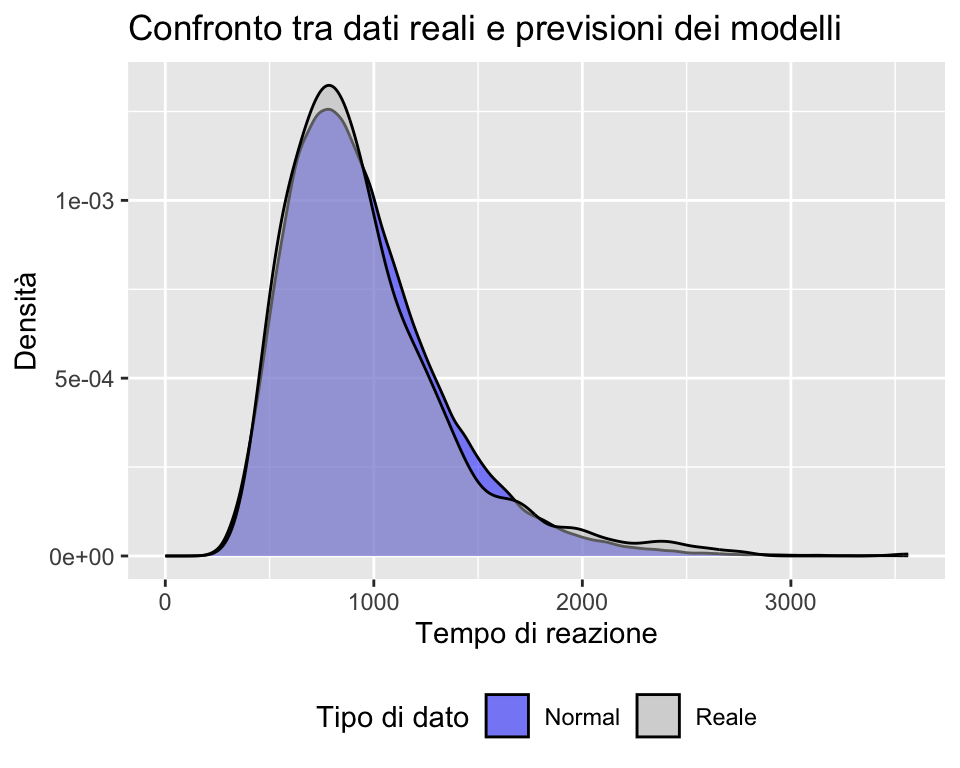 Confronto tra dati reali e previsioni dei modelli
Densità
1e-03
5e-04
0e+00
0 1000 2000 3000
Tempo di reazione
Tipo di dato Normal Reale